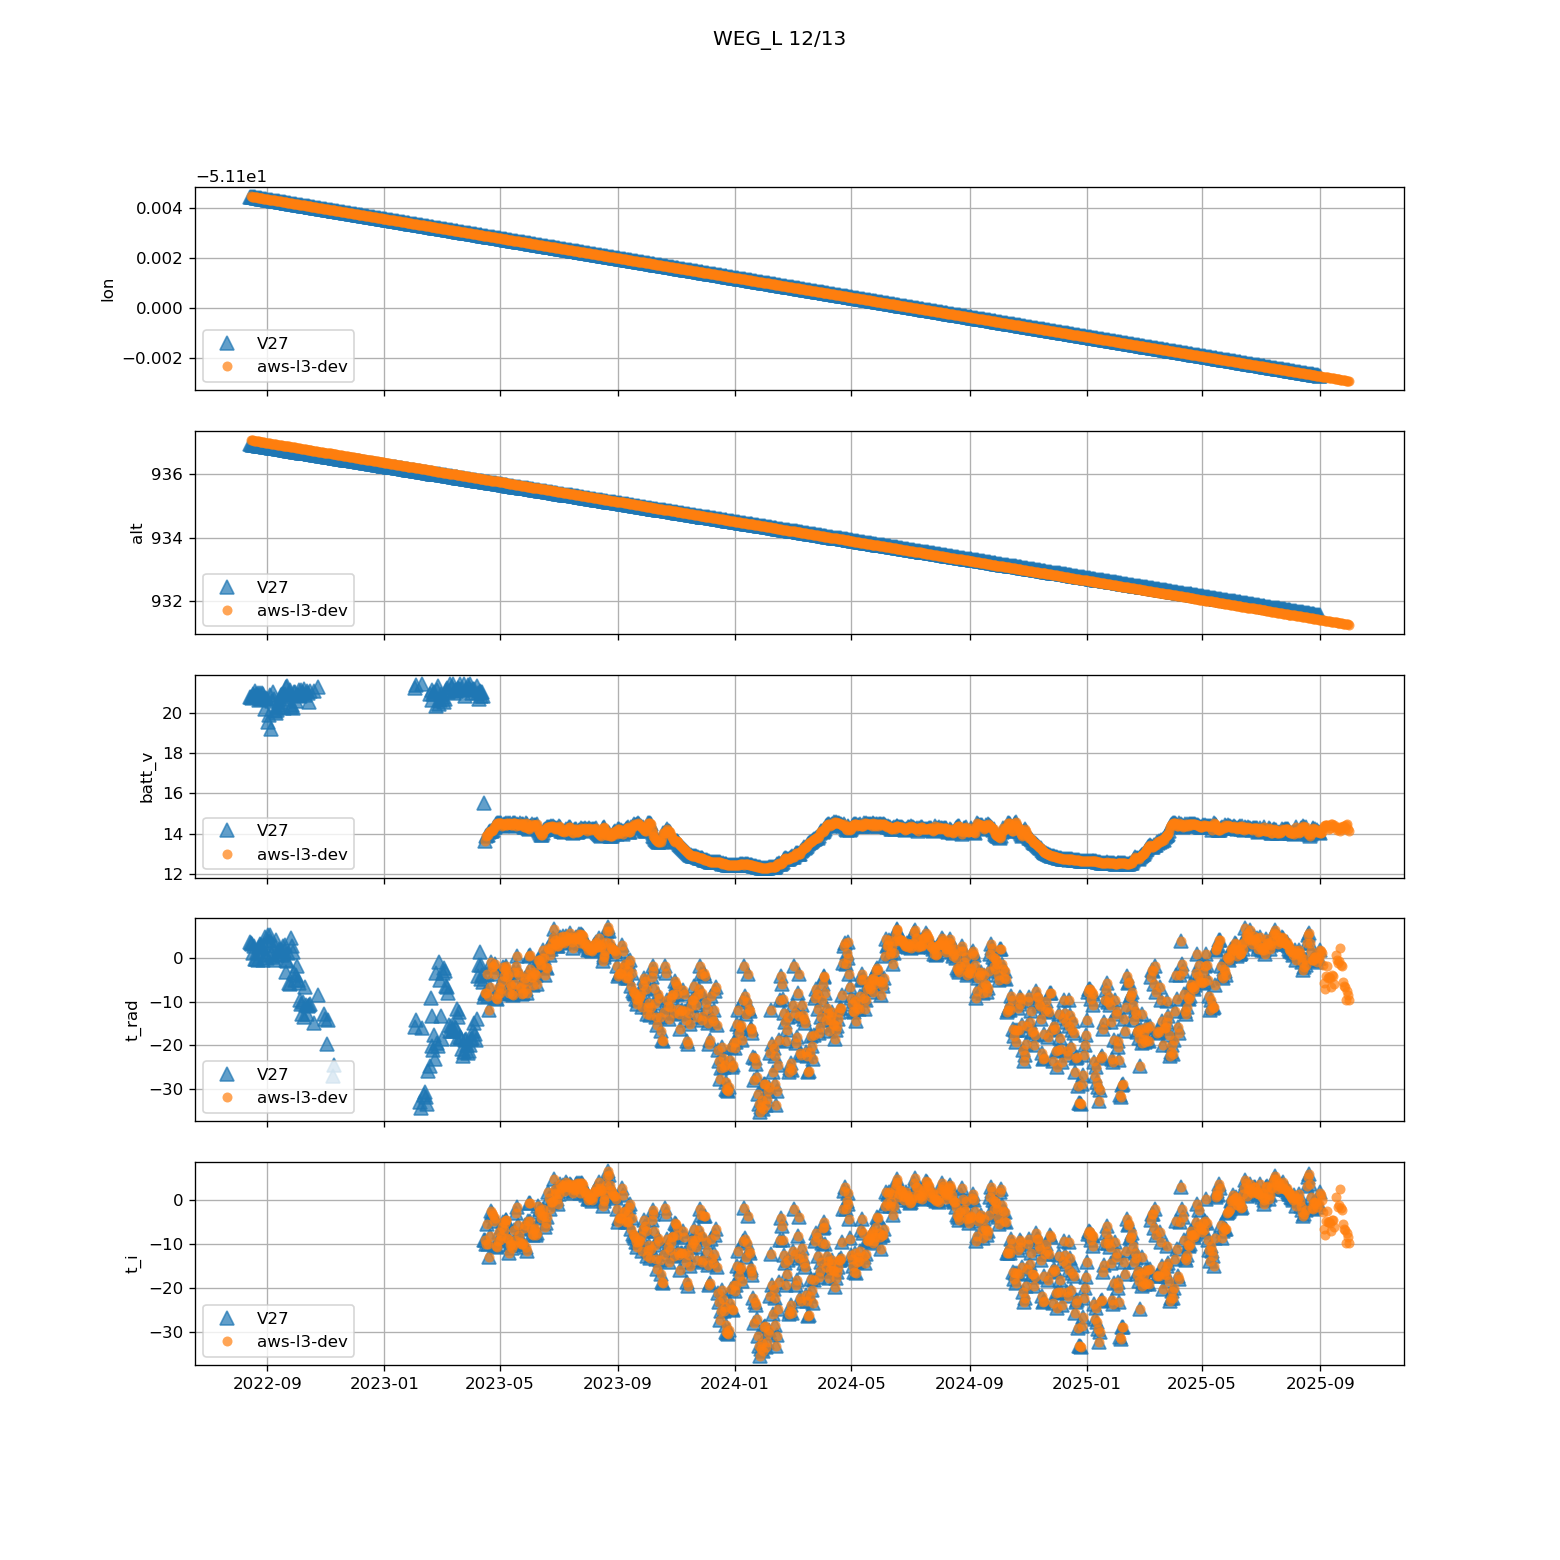 WEG_L 12/13
−5.11e1
0.004
0.002
0.000
−0.002
lon
V27
aws-l3-dev
936
934
932
alt
V27
aws-l3-dev
20
18
16
14
12
batt_v
V27
aws-l3-dev
0
−10
−20
−30
t_rad
V27
aws-l3-dev
0
−10
−20
−30
t_i
V27
aws-l3-dev
2022-09 2023-01 2023-05 2023-09 2024-01 2024-05 2024-09 2025-01 2025-05 2025-09